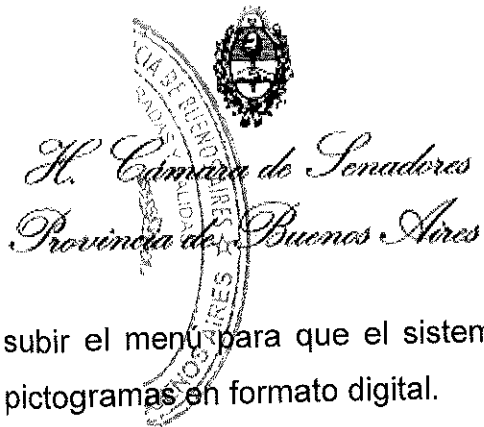 H. Cámara de Senadores
Provincia de Buenos Aires
subir el menú para que el sistem
pictogramas en formato digital.